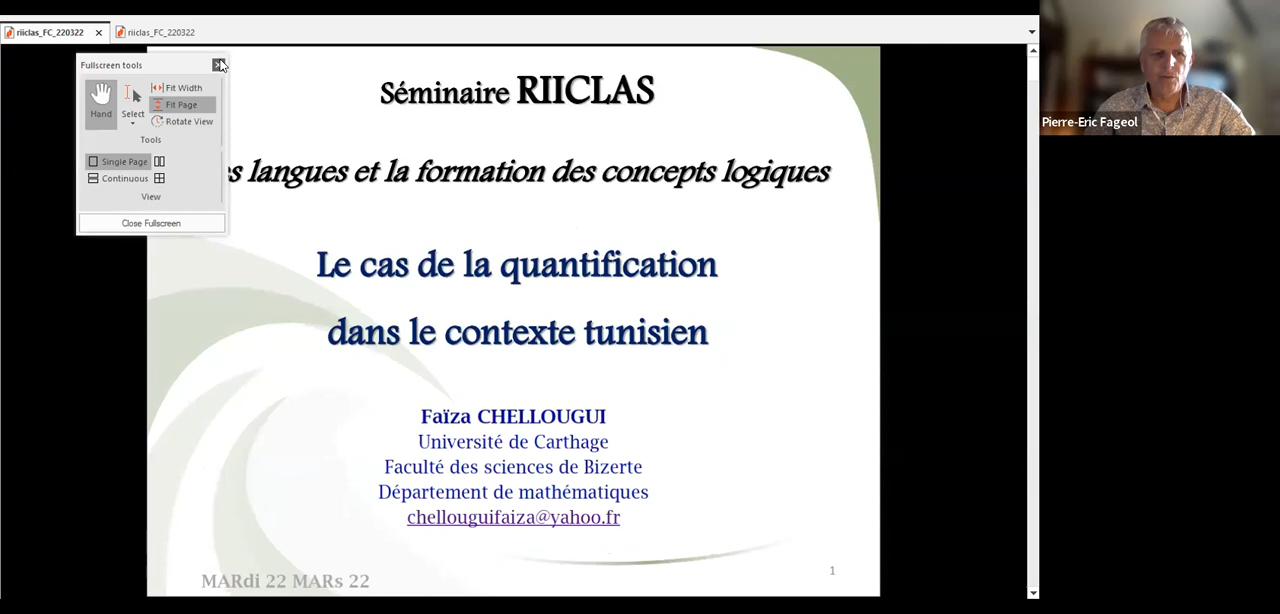 riiclas_FC_220322
riiclas_FC_220322
Fullscreen tools
Hand
Select
Fit Width
Fit Page
Rotate View
Tools
Single Page
Continuous
View
Close Fullscreen
Séminaire RIICLAS
langues et la formation des concepts logiques
Le cas de la quantification
dans le contexte tunisien
Faïza CHELLOUGUI
Université de Carthage
Faculté des sciences de Bizerte
Département de mathématiques
chellouguifaiza@yahoo.fr
MARdi 22 MARs 22
1
Pierre-Eric Fageol